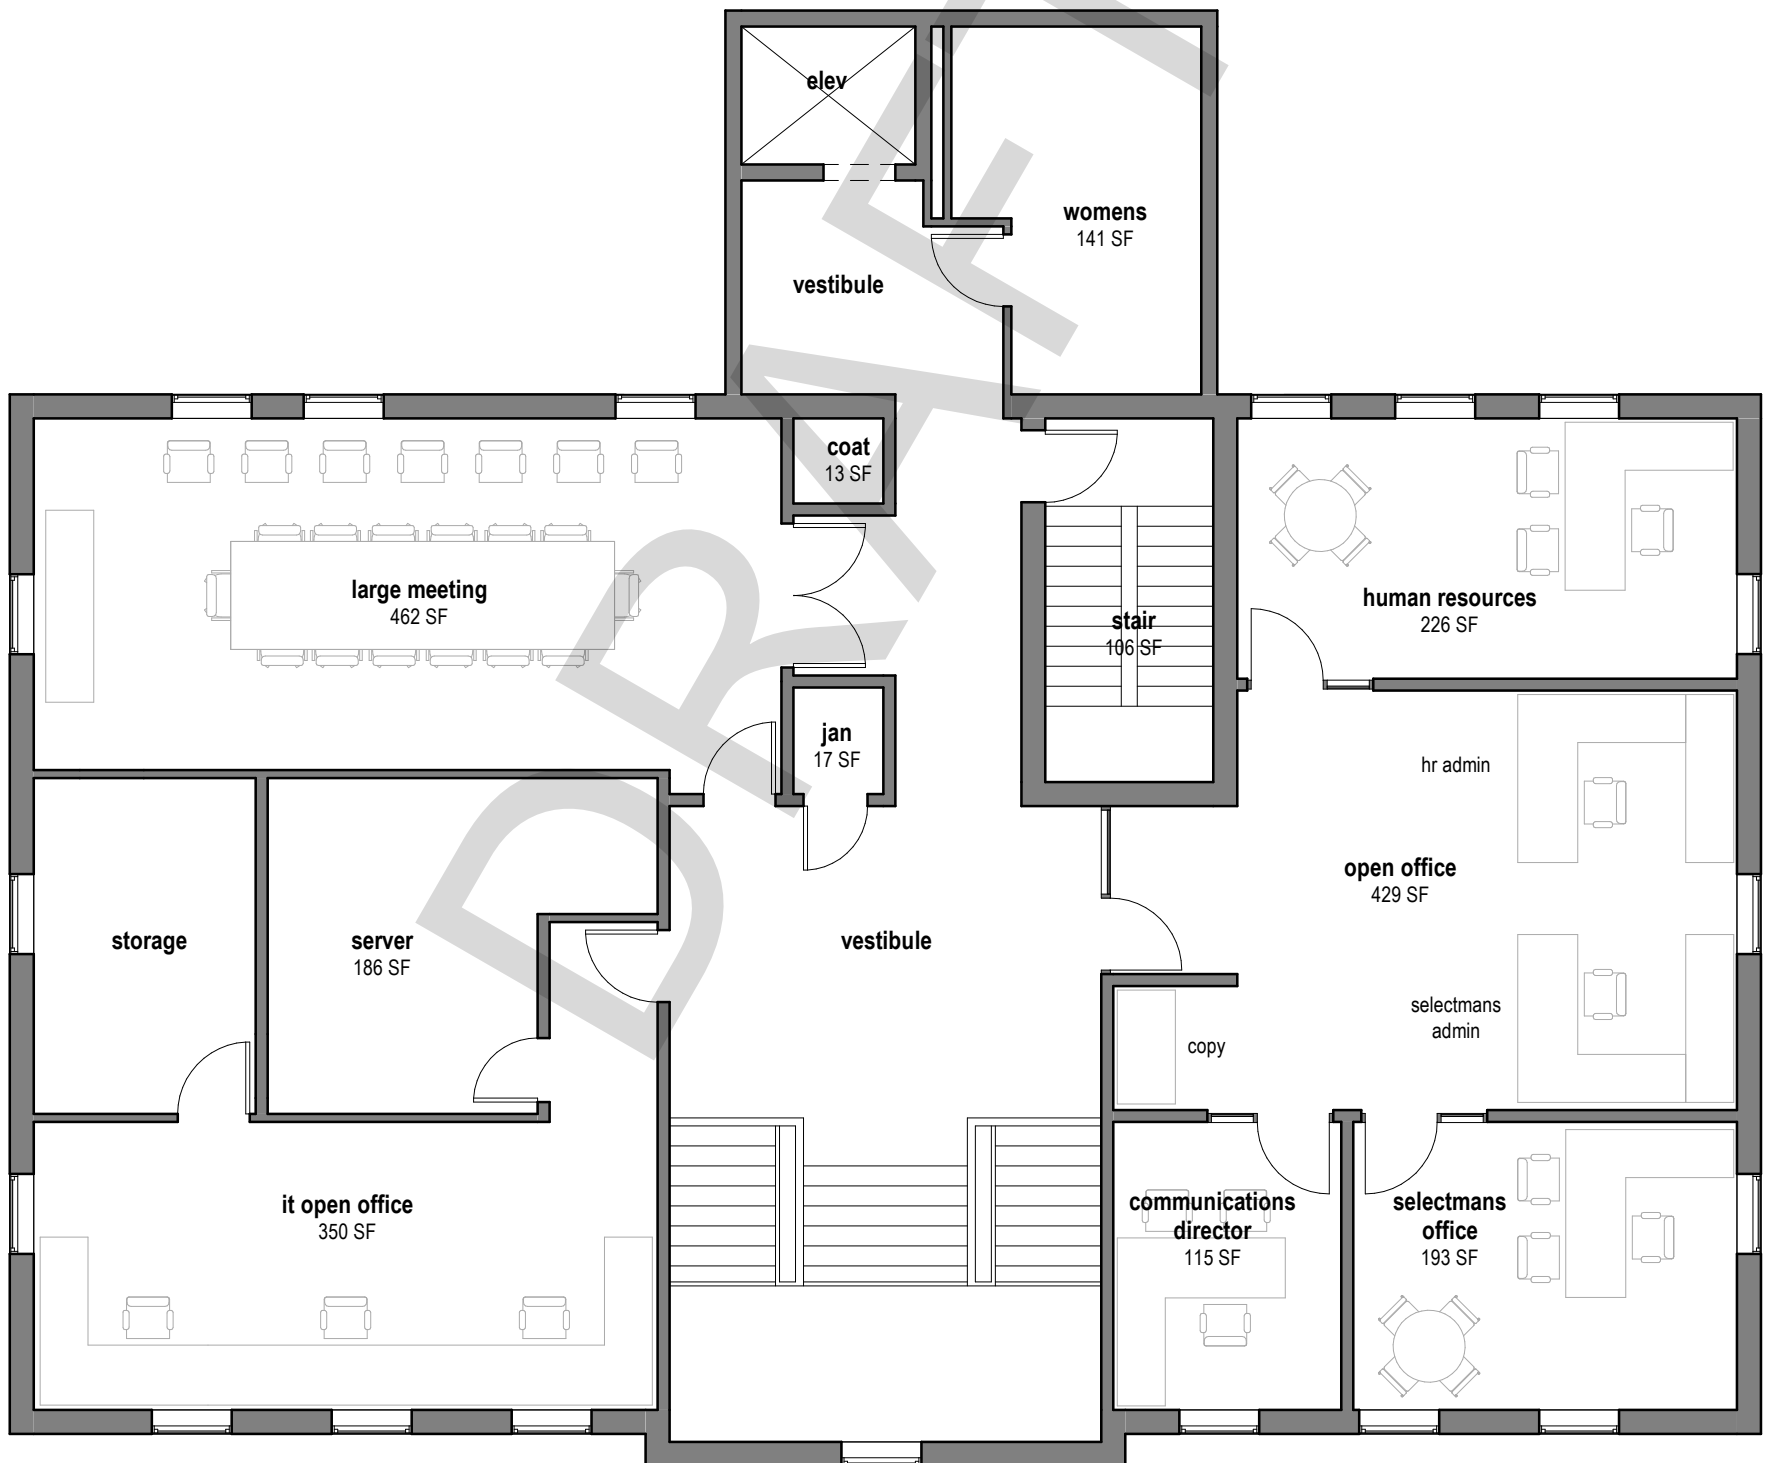 elev
womens
141 SF
vestibule
coat
13 SF
large meeting
462 SF
stair
106 SF
human resources
226 SF
jan
17 SF
hr admin
open office
429 SF
storage
server
186 SF
vestibule
selectmans
admin
copy
it open office
350 SF
communications
director
115 SF
selectmans
office
193 SF
DRAFT